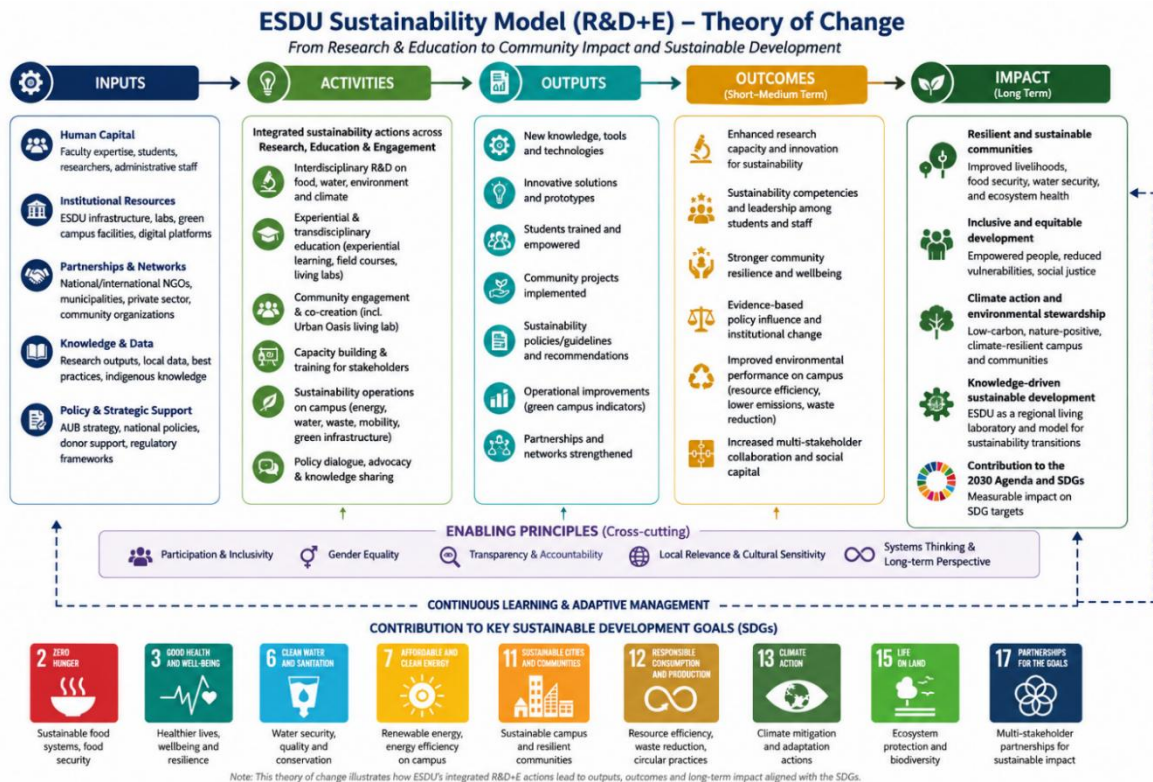 ESDU Sustainability Model (R&D+E) – Theory of Change
From Research & Education to Community Impact and Sustainable Development
INPUTS
Human Capital
Faculty expertise, students,
researchers, administrative staff
Institutional Resources
ESDU infrastructure, labs, green
campus facilities, digital platforms
Partnerships & Networks
National/international NGOs,
municipalities, private sector,
community organizations
Knowledge & Data
Research outputs, local data, best
practices, indigenous knowledge
Policy & Strategic Support
AUB strategy, national policies,
donor support, regulatory
frameworks
ACTIVITIES
Integrated sustainability actions across
Research, Education & Engagement
Interdisciplinary R&D on
food, water, environment
and climate
Experiential &
transdisciplinary
education (experiential
learning, field courses,
living labs)
Community engagement
& co-creation (incl.
Urban Oasis living lab)
Capacity building &
training for stakeholders
Sustainability operations
on campus (energy,
water, waste, mobility,
green infrastructure)
Policy dialogue, advocacy
& knowledge sharing
OUTPUTS
New knowledge, tools
and technologies
Innovative solutions
and prototypes
Students trained and
empowered
Community projects
implemented
Sustainability
policies/guidelines
and recommendations
Operational improvements
(green campus indicators)
Partnerships and
networks strengthened
OUTCOMES
(Short–Medium Term)
Enhanced research
capacity and innovation
for sustainability
Sustainability competencies
and leadership among
students and staff
Stronger community
resilience and wellbeing
Evidence-based
policy influence and
institutional change
Improved environmental
performance on campus
(resource efficiency,
lower emissions, waste
reduction)
Increased multi-stakeholder
collaboration and social
capital
IMPACT
(Long Term)
Resilient and sustainable
communities
Improved livelihoods,
food security, water security,
and ecosystem health
Inclusive and equitable
development
Empowered people, reduced
vulnerabilities, social justice
Climate action and
environmental stewardship
Low-carbon, nature-positive,
climate-resilient campus
and communities
Knowledge-driven
sustainable development
ESDU as a regional living
laboratory and model for
sustainability transitions
Contribution to the
2030 Agenda and SDGs
Measurable impact on
SDG targets
ENABLING PRINCIPLES (Cross-cutting)
Participation & Inclusivity
Gender Equality
Transparency & Accountability
Local Relevance & Cultural Sensitivity
Systems Thinking &
Long-term Perspective
CONTINUOUS LEARNING & ADAPTIVE MANAGEMENT
CONTRIBUTION TO KEY SUSTAINABLE DEVELOPMENT GOALS (SDGs)
2 ZERO
HUNGER
Sustainable food
systems, food
security
3 GOOD HEALTH
AND WELL-BEING
Healthier lives,
wellbeing and
resilience
6 CLEAN WATER
AND SANITATION
Water security,
quality and
conservation
7 AFFORDABLE AND
CLEAN ENERGY
Renewable energy,
energy efficiency
on campus
11 SUSTAINABLE CITIES
AND COMMUNITIES
Sustainable campus
and resilient
communities
12 RESPONSIBLE
CONSUMPTION
AND PRODUCTION
Resource efficiency,
waste reduction,
circular practices
13 CLIMATE
ACTION
Climate mitigation
and adaptation
actions
15 LIFE
ON LAND
Ecosystem
protection and
biodiversity
17 PARTNERSHIPS
FOR THE GOALS
Multi-stakeholder
partnerships for
sustainable impact
Note: This theory of change illustrates how ESDU's integrated R&D+E actions lead to outputs, outcomes and long-term impact aligned with the SDGs.